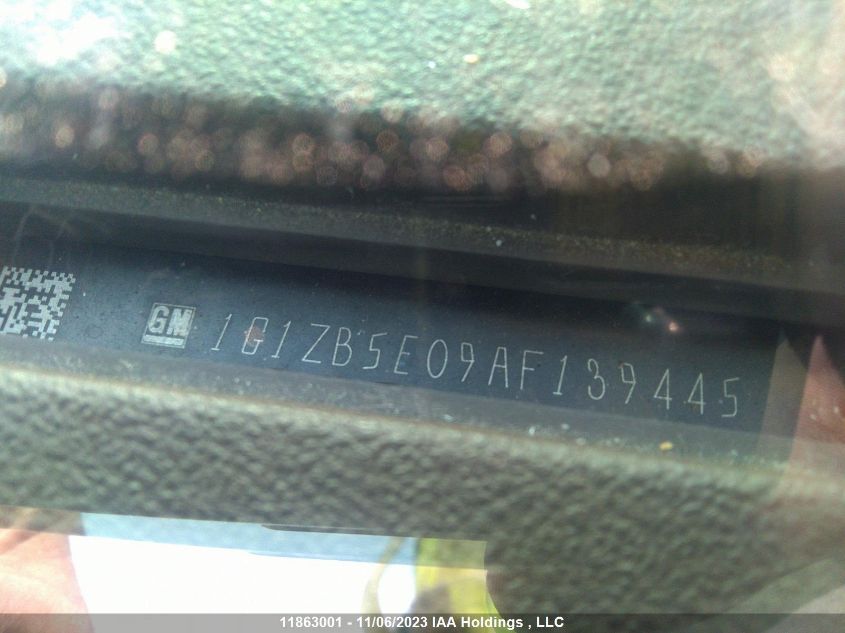 GM 1G1ZB5E09AF139445
11863001 - 11/06/2023 IAA Holdings , LLC